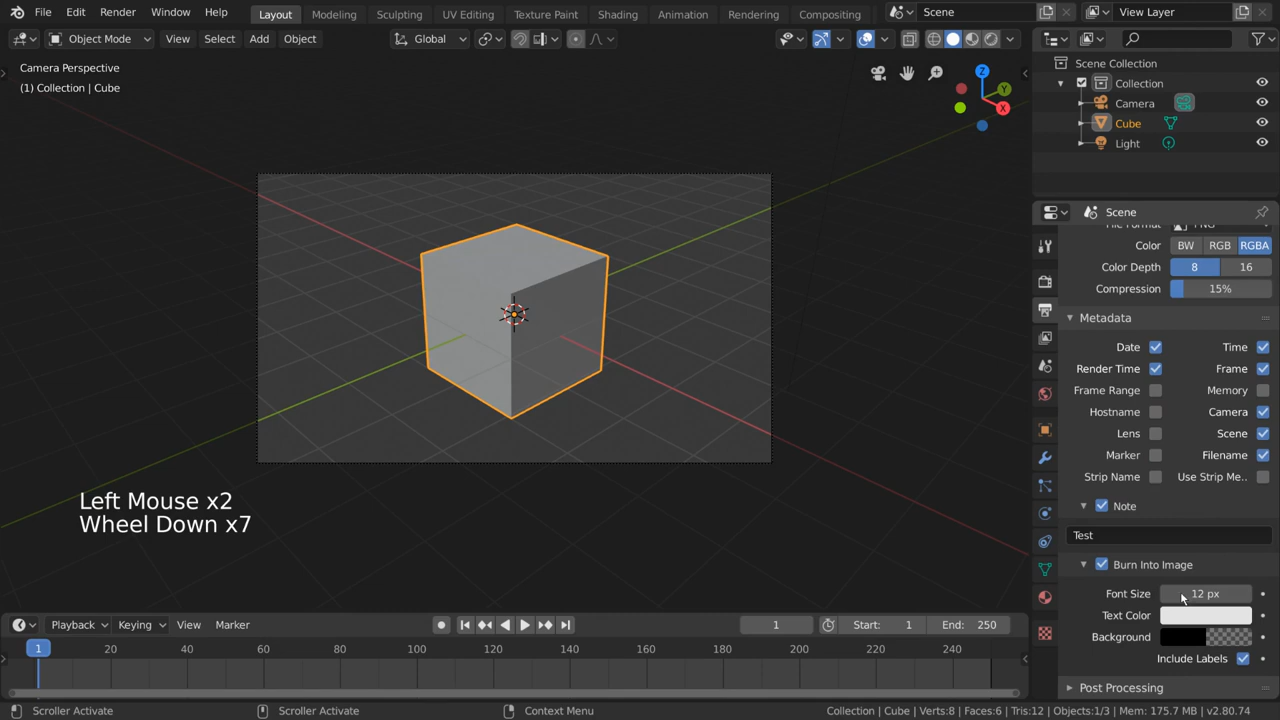 File Edit Render Window Help Layout Modeling Sculpting UV Editing Texture Paint Shading Animation Rendering Compositing Scene View Layer
Object Mode View Select Add Object Global
Camera Perspective
(1) Collection | Cube
Z
Y
X
Scene Collection
Collection
Camera
Cube
Light
Scene
PNG
Color BW RGB RGBA
Color Depth 8 16
Compression 15%
Metadata
Date Time
Render Time Frame
Frame Range Memory
Hostname Camera
Lens Scene
Marker Filename
Strip Name Use Strip Me..
Note
Test
Burn Into Image
Font Size 12 px
Text Color
Background
Include Labels
Post Processing
Left Mouse x2
Wheel Down x7
Playback Keying View Marker 1 Start: 1 End: 250
1 20 40 60 80 100 120 140 160 180 200 220 240
Scroller Activate Scroller Activate Context Menu Collection | Cube | Verts:8 | Faces:6 | Tris:12 | Objects:1/3 | Mem: 175.7 MB | v2.80.74